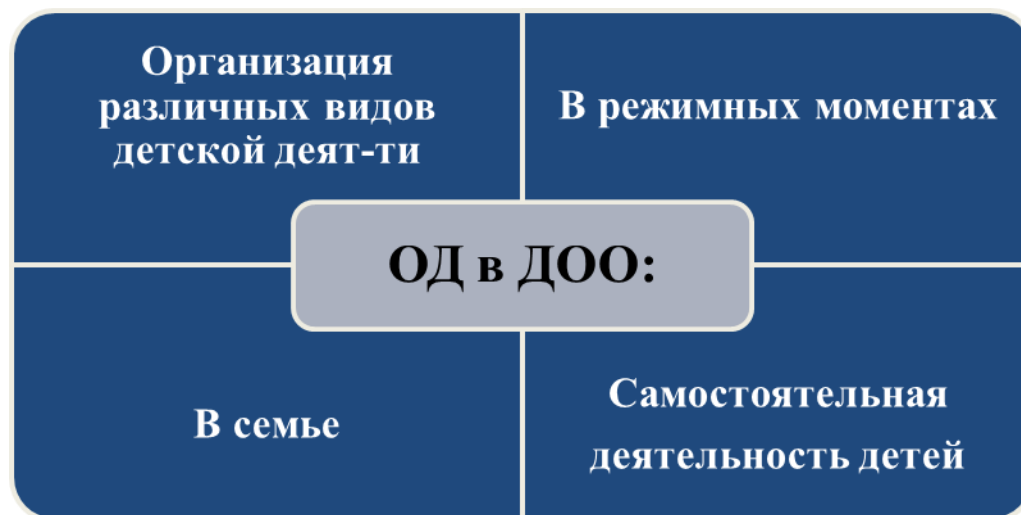 Организация
различных видов
детской деят-ти
В режимных моментах
ОД в ДОО:
В семье
Самостоятельная
деятельность детей